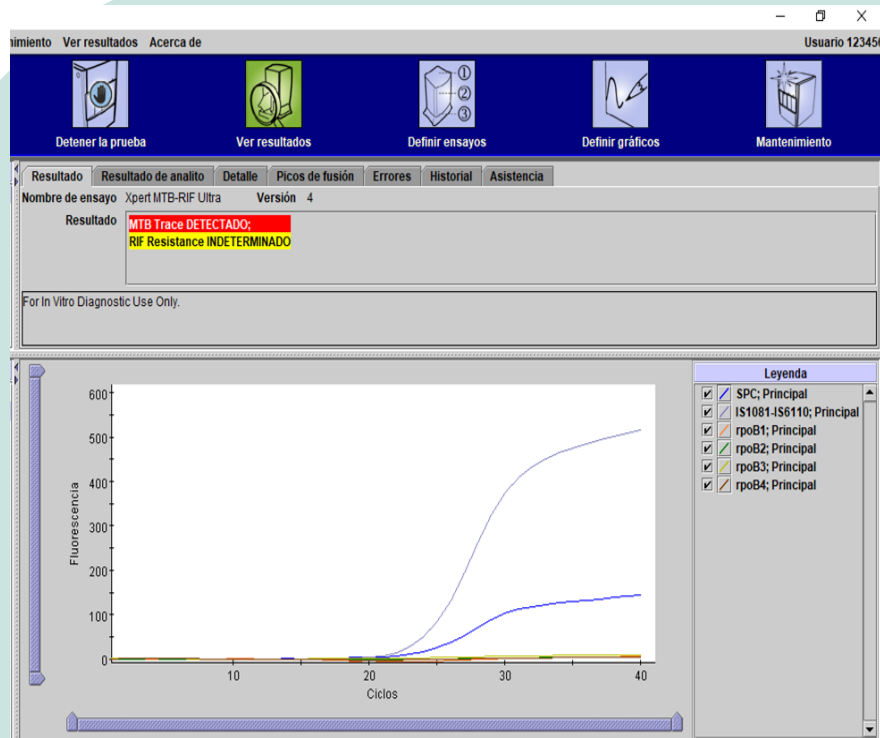 Ver resultados Acerca de Usuario 123456
Detener la prueba Ver resultados Definir ensayos Definir gráficos Mantenimiento
Resultado Resultado de analito Detalle Picos de fusión Errores Historial Asistencia
Nombre de ensayo Xpert MTB-RIF Ultra Versión 4
Resultado MTB Trace DETECTADO;
RIF Resistance INDETERMINADO
For In Vitro Diagnostic Use Only.
Leyenda
SPC; Principal
IS1081-IS6110; Principal
rpoB1; Principal
rpoB2; Principal
rpoB3; Principal
rpoB4; Principal
Fluorescencia
600
500
400
300
200
100
0
10 20 30 40
Ciclos